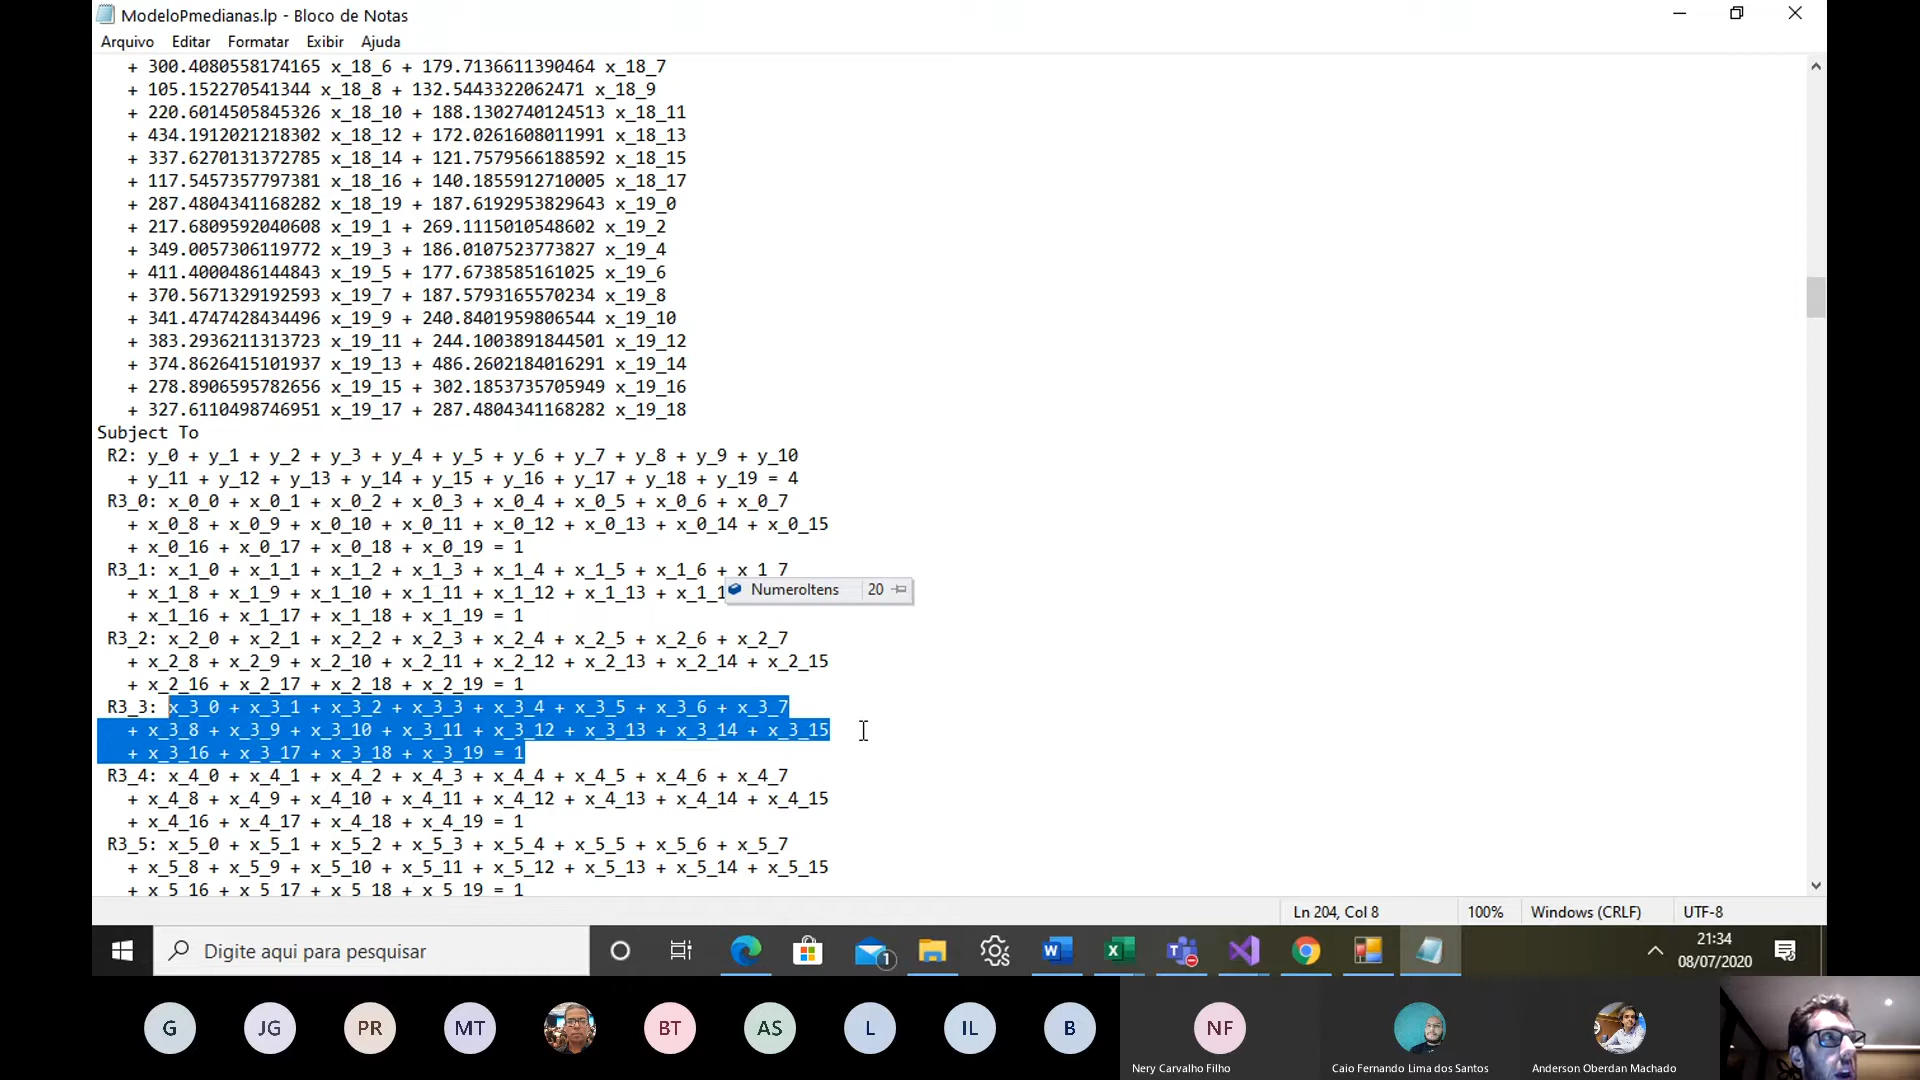 ModeloPmedianas.lp - Bloco de Notas
Arquivo Editar Formatar Exibir Ajuda
+ 300.4080558174165 x_18_6 + 179.7136611390464 x_18_7
+ 105.152270541344 x_18_8 + 132.5443322062471 x_18_9
+ 220.6014505845326 x_18_10 + 188.1302740124513 x_18_11
+ 434.1912021218302 x_18_12 + 172.0261608011991 x_18_13
+ 337.6270131372785 x_18_14 + 121.7579566188592 x_18_15
+ 117.5457357797381 x_18_16 + 140.1855912710005 x_18_17
+ 287.4804341168282 x_18_19 + 187.6192953829643 x_19_0
+ 217.6809592040608 x_19_1 + 269.1115010548602 x_19_2
+ 349.0057306119772 x_19_3 + 186.0107523773827 x_19_4
+ 411.4000486144843 x_19_5 + 177.6738585161025 x_19_6
+ 370.5671329192593 x_19_7 + 187.5793165570234 x_19_8
+ 341.4747428434496 x_19_9 + 240.8401959806544 x_19_10
+ 383.2936211313723 x_19_11 + 244.1003891844501 x_19_12
+ 374.8626415101937 x_19_13 + 486.2602184016291 x_19_14
+ 278.8906595782656 x_19_15 + 302.1853735705949 x_19_16
+ 327.6110498746951 x_19_17 + 287.4804341168282 x_19_18
Subject To
R2: y_0 + y_1 + y_2 + y_3 + y_4 + y_5 + y_6 + y_7 + y_8 + y_9 + y_10
+ y_11 + y_12 + y_13 + y_14 + y_15 + y_16 + y_17 + y_18 + y_19 = 4
R3_0: x_0_0 + x_0_1 + x_0_2 + x_0_3 + x_0_4 + x_0_5 + x_0_6 + x_0_7
+ x_0_8 + x_0_9 + x_0_10 + x_0_11 + x_0_12 + x_0_13 + x_0_14 + x_0_15
+ x_0_16 + x_0_17 + x_0_18 + x_0_19 = 1
R3_1: x_1_0 + x_1_1 + x_1_2 + x_1_3 + x_1_4 + x_1_5 + x_1_6 + x_1_7
+ x_1_8 + x_1_9 + x_1_10 + x_1_11 + x_1_12 + x_1_13 + x_1_1
NumeroItens 20
+ x_1_16 + x_1_17 + x_1_18 + x_1_19 = 1
R3_2: x_2_0 + x_2_1 + x_2_2 + x_2_3 + x_2_4 + x_2_5 + x_2_6 + x_2_7
+ x_2_8 + x_2_9 + x_2_10 + x_2_11 + x_2_12 + x_2_13 + x_2_14 + x_2_15
+ x_2_16 + x_2_17 + x_2_18 + x_2_19 = 1
R3_3: x_3_0 + x_3_1 + x_3_2 + x_3_3 + x_3_4 + x_3_5 + x_3_6 + x_3_7
+ x_3_8 + x_3_9 + x_3_10 + x_3_11 + x_3_12 + x_3_13 + x_3_14 + x_3_15
+ x_3_16 + x_3_17 + x_3_18 + x_3_19 = 1
R3_4: x_4_0 + x_4_1 + x_4_2 + x_4_3 + x_4_4 + x_4_5 + x_4_6 + x_4_7
+ x_4_8 + x_4_9 + x_4_10 + x_4_11 + x_4_12 + x_4_13 + x_4_14 + x_4_15
+ x_4_16 + x_4_17 + x_4_18 + x_4_19 = 1
R3_5: x_5_0 + x_5_1 + x_5_2 + x_5_3 + x_5_4 + x_5_5 + x_5_6 + x_5_7
+ x_5_8 + x_5_9 + x_5_10 + x_5_11 + x_5_12 + x_5_13 + x_5_14 + x_5_15
+ x_5_16 + x_5_17 + x_5_18 + x_5_19 = 1
Ln 204, Col 8 100% Windows (CRLF) UTF-8
Digite aqui para pesquisar 1 21:34
08/07/2020
G JG PR MT BT AS L IL B NF
Nery Carvalho Filho Caio Fernando Lima dos Santos Anderson Oberdan Machado